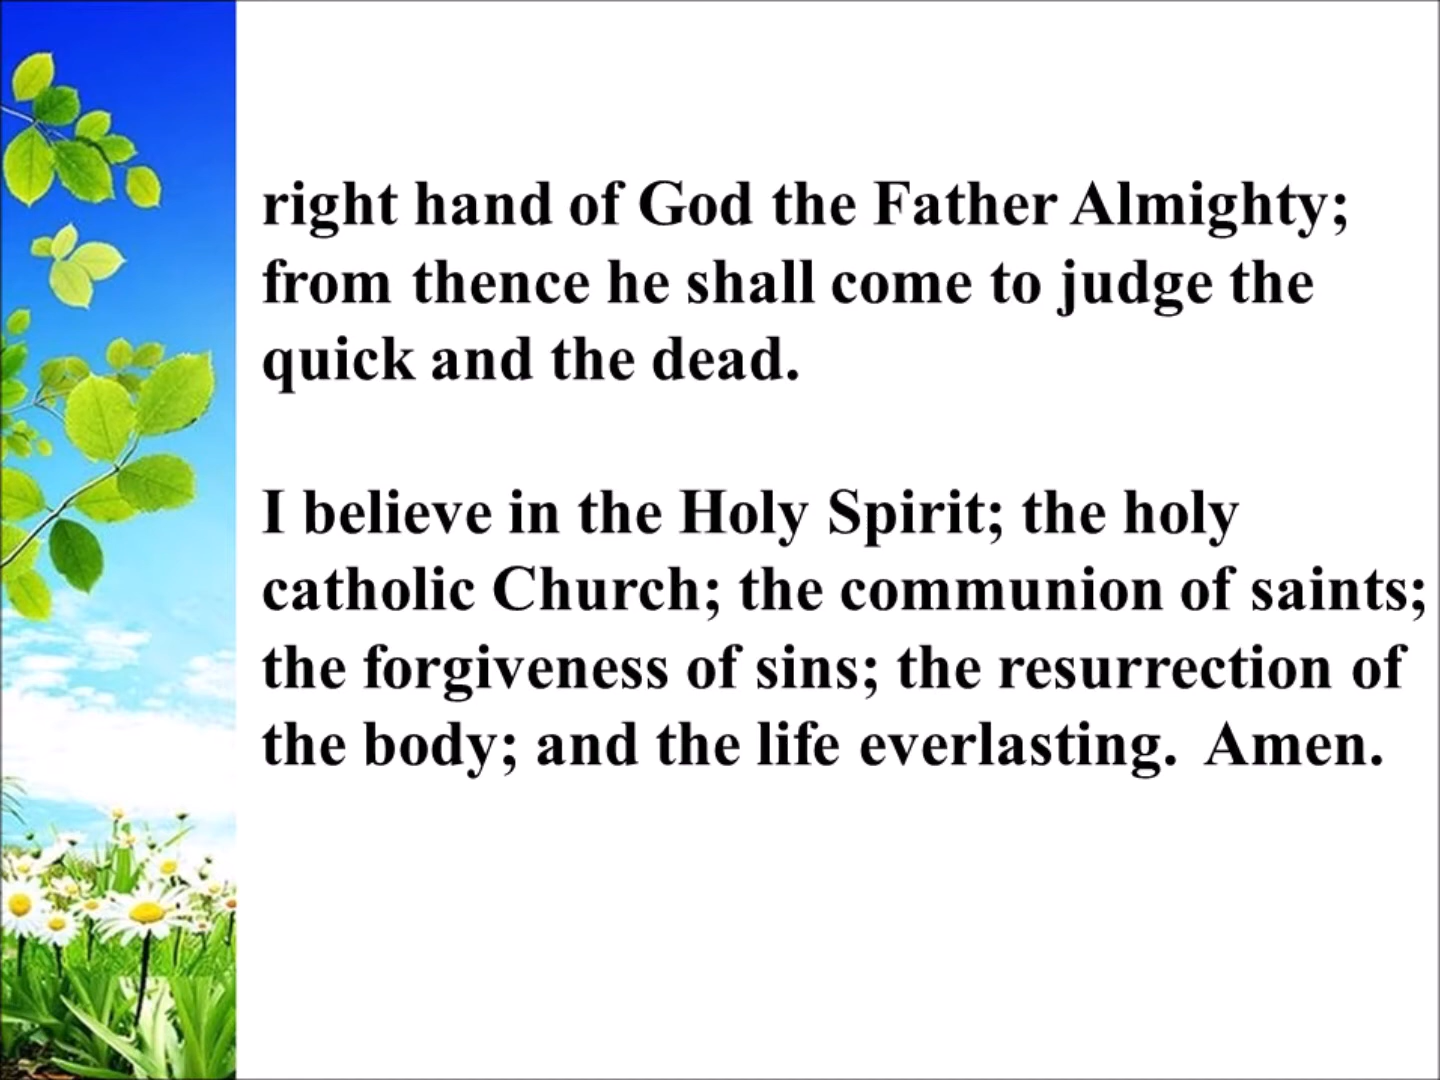 right hand of God the Father Almighty;
from thence he shall come to judge the
quick and the dead.
I believe in the Holy Spirit; the holy
catholic Church; the communion of saints;
the forgiveness of sins; the resurrection of
the body; and the life everlasting.  Amen.